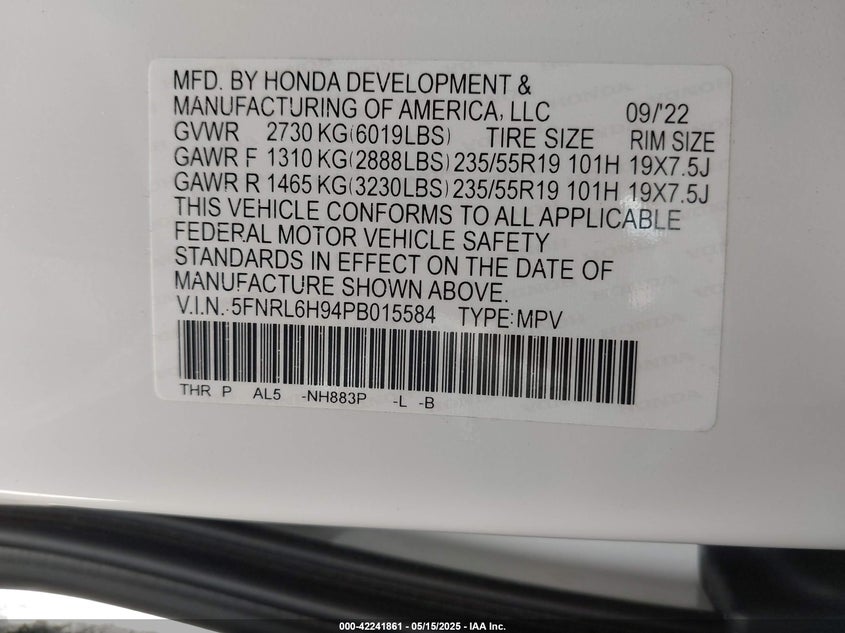 MFD. BY HONDA DEVELOPMENT &
MANUFACTURING OF AMERICA, LLC 09/'22
GVWR 2730 KG(6019LBS) TIRE SIZE RIM SIZE
GAWR F 1310 KG(2888LBS) 235/55R19 101H 19X7.5J
GAWR R 1465 KG(3230LBS) 235/55R19 101H 19X7.5J
THIS VEHICLE CONFORMS TO ALL APPLICABLE
FEDERAL MOTOR VEHICLE SAFETY
STANDARDS IN EFFECT ON THE DATE OF
MANUFACTURE SHOWN ABOVE.
V.I.N.:5FNRL6H94PB015584 TYPE:MPV
THR P AL5 -NH883P -L -B
000-42241861 - 05/15/2025 - IAA Inc.